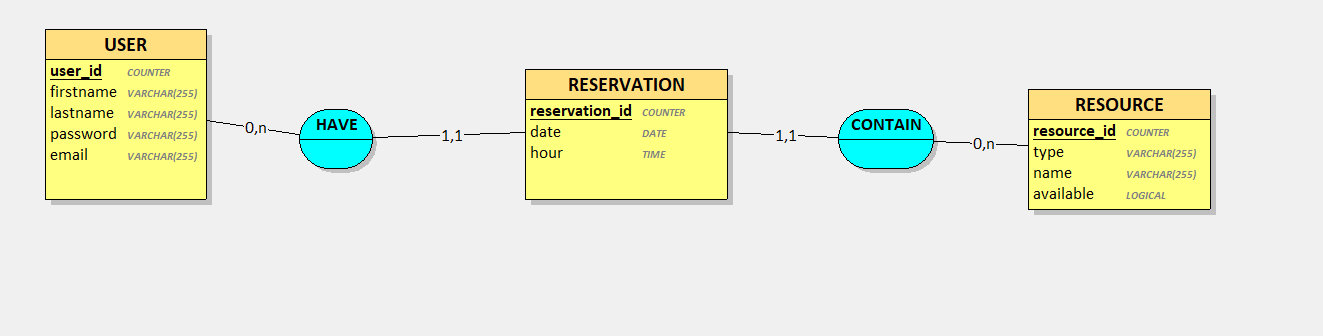 USER
user_id COUNTER
firstname VARCHAR(255)
lastname VARCHAR(255)
password VARCHAR(255)
email VARCHAR(255)
0,n
HAVE
1,1
RESERVATION
reservation_id COUNTER
date DATE
hour TIME
1,1
CONTAIN
0,n
RESOURCE
resource_id COUNTER
type VARCHAR(255)
name VARCHAR(255)
available LOGICAL